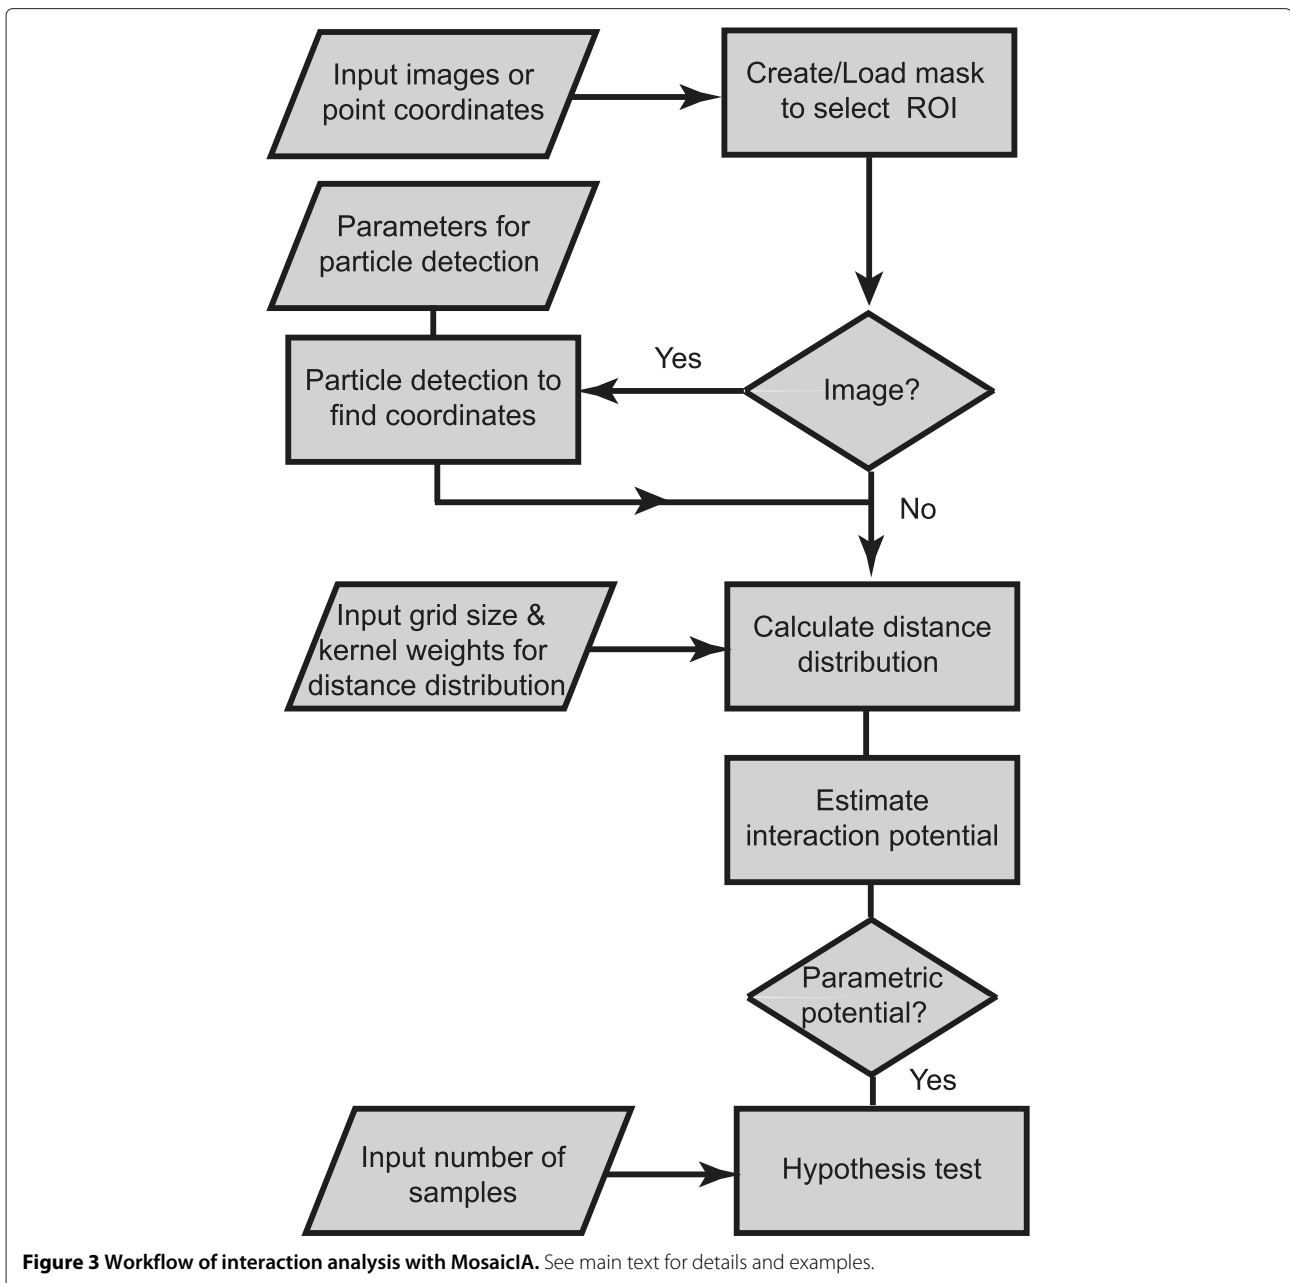 Input images or
point coordinates
Create/Load mask
to select ROI
Parameters for
particle detection
Particle detection to
find coordinates
Yes
Image?
No
Input grid size &
kernel weights for
distance distribution
Calculate distance
distribution
Estimate
interaction potential
Parametric
potential?
Yes
Input number of
samples
Hypothesis test
Figure 3 Workflow of interaction analysis with MosaicIA. See main text for details and examples.